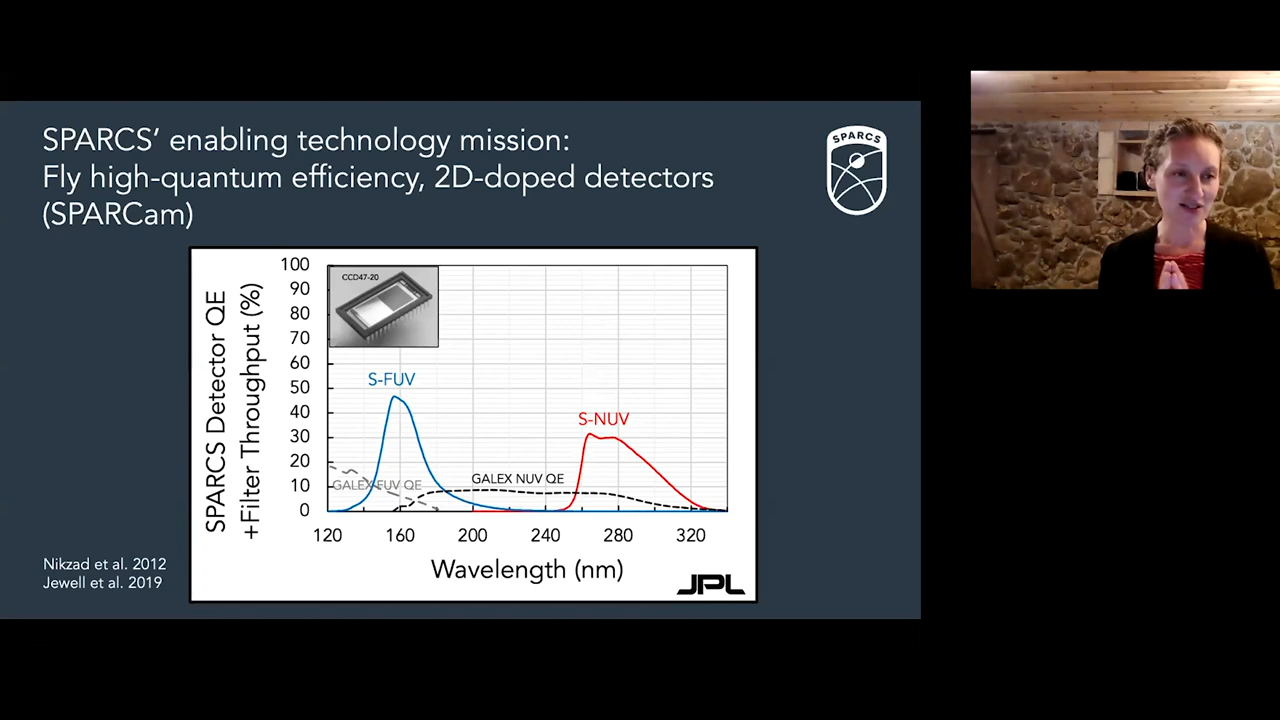 SPARCS' enabling technology mission:
Fly high-quantum efficiency, 2D-doped detectors
(SPARCam)
SPARCS
SPARCS Detector QE
+Filter Throughput (%)
100
90
80
70
60
50
40
30
20
10
0
CCD47-20
S-FUV
S-NUV
GALEX FUV QE
GALEX NUV QE
120 160 200 240 280 320
Wavelength (nm)
JPL
Nikzad et al. 2012
Jewell et al. 2019